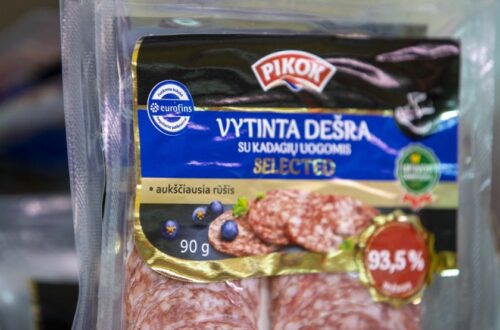 PIKOK
eurofins
VYTINTA DEŠRA
SU KADAGIŲ UOGOMIS
SELECTED
• aukščiausia rūšis
90 g
93,5 %